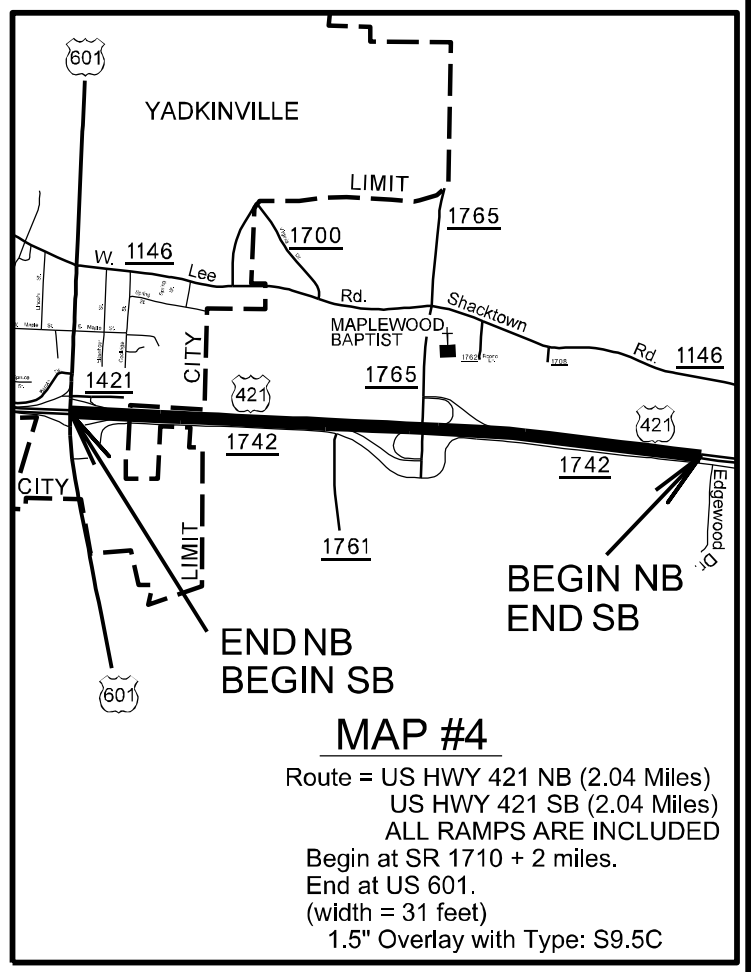 601
YADKINVILLE
LIMIT
1765
1700
W. 1146 Lee Rd. Shacktown Rd. 1146
MAPLEWOOD
BAPTIST
1762
1708
CITY
1765
1421
421
421
1742
1742
CITY
LIMIT
1761
Edgewood Dr.
BEGIN NB
END SB
END NB
BEGIN SB
601
MAP #4
Route = US HWY 421 NB (2.04 Miles)
US HWY 421 SB (2.04 Miles)
ALL RAMPS ARE INCLUDED
Begin at SR 1710 + 2 miles.
End at US 601.
(width = 31 feet)
1.5" Overlay with Type: S9.5C